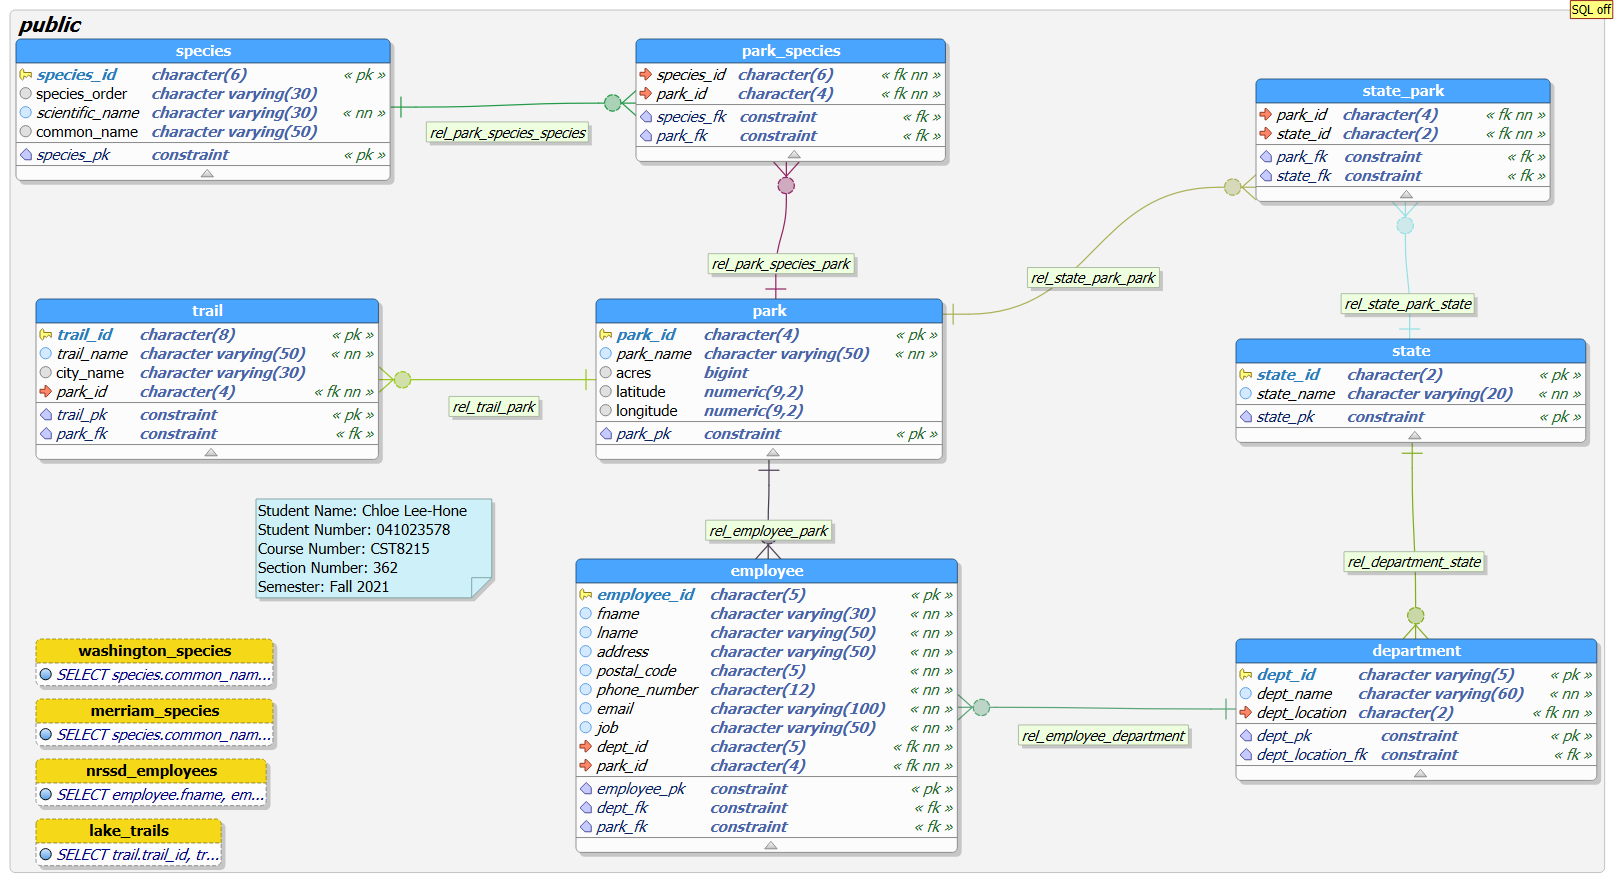 SQL off
public
species
species_id character(6) « pk »
species_order character varying(30)
scientific_name character varying(30) « nn »
common_name character varying(50)
species_pk constraint « pk »
rel_park_species_species
park_species
species_id character(6) « fk nn »
park_id character(4) « fk nn »
species_fk constraint « fk »
park_fk constraint « fk »
state_park
park_id character(4) « fk nn »
state_id character(2) « fk nn »
park_fk constraint « fk »
state_fk constraint « fk »
rel_park_species_park
rel_state_park_park
rel_state_park_state
trail
trail_id character(8) « pk »
trail_name character varying(50) « nn »
city_name character varying(30)
park_id character(4) « fk nn »
trail_pk constraint « pk »
park_fk constraint « fk »
rel_trail_park
park
park_id character(4) « pk »
park_name character varying(50) « nn »
acres bigint
latitude numeric(9,2)
longitude numeric(9,2)
park_pk constraint « pk »
state
state_id character(2) « pk »
state_name character varying(20) « nn »
state_pk constraint « pk »
Student Name: Chloe Lee-Hone
Student Number: 041023578
Course Number: CST8215
Section Number: 362
Semester: Fall 2021
rel_employee_park
rel_department_state
employee
employee_id character(5) « pk »
fname character varying(30) « nn »
lname character varying(50) « nn »
address character varying(50) « nn »
postal_code character(5) « nn »
phone_number character(12) « nn »
email character varying(100) « nn »
job character varying(50) « nn »
dept_id character(5) « fk nn »
park_id character(4) « fk nn »
employee_pk constraint « pk »
dept_fk constraint « fk »
park_fk constraint « fk »
rel_employee_department
department
dept_id character varying(5) « pk »
dept_name character varying(60) « nn »
dept_location character(2) « fk nn »
dept_pk constraint « pk »
dept_location_fk constraint « fk »
washington_species
SELECT species.common_nam...
merriam_species
SELECT species.common_nam...
nrssd_employees
SELECT employee.fname, em...
lake_trails
SELECT trail.trail_id, tr...